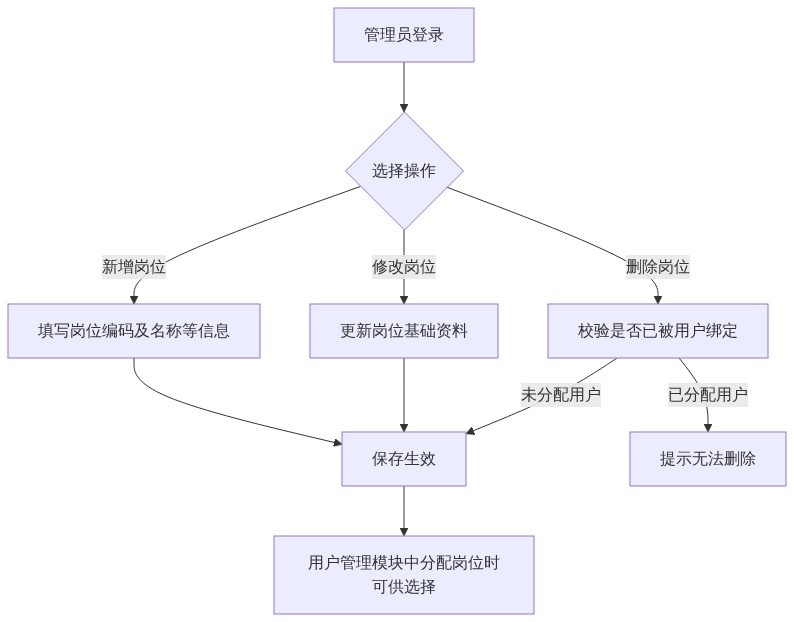 管理员登录
选择操作
新增岗位
修改岗位
删除岗位
填写岗位编码及名称等信息
更新岗位基础资料
校验是否已被用户绑定
未分配用户
已分配用户
保存生效
提示无法删除
用户管理模块中分配岗位时
可供选择